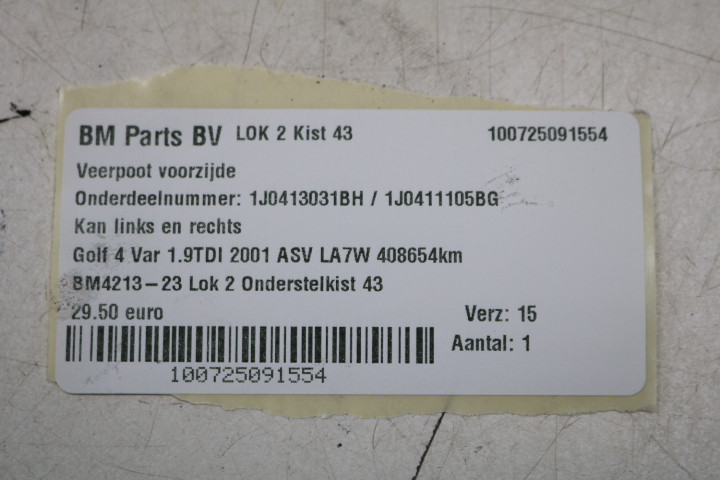 BM Parts BV LOK 2 Kist 43 100725091554
Veerpoot voorzijde
Onderdeelnummer: 1J0413031BH / 1J0411105BG
Kan links en rechts
Golf 4 Var 1.9TDI 2001 ASV LA7W 408654km
BM4213-23 Lok 2 Onderstelkist 43
29.50 euro Verz: 15
Aantal: 1
100725091554